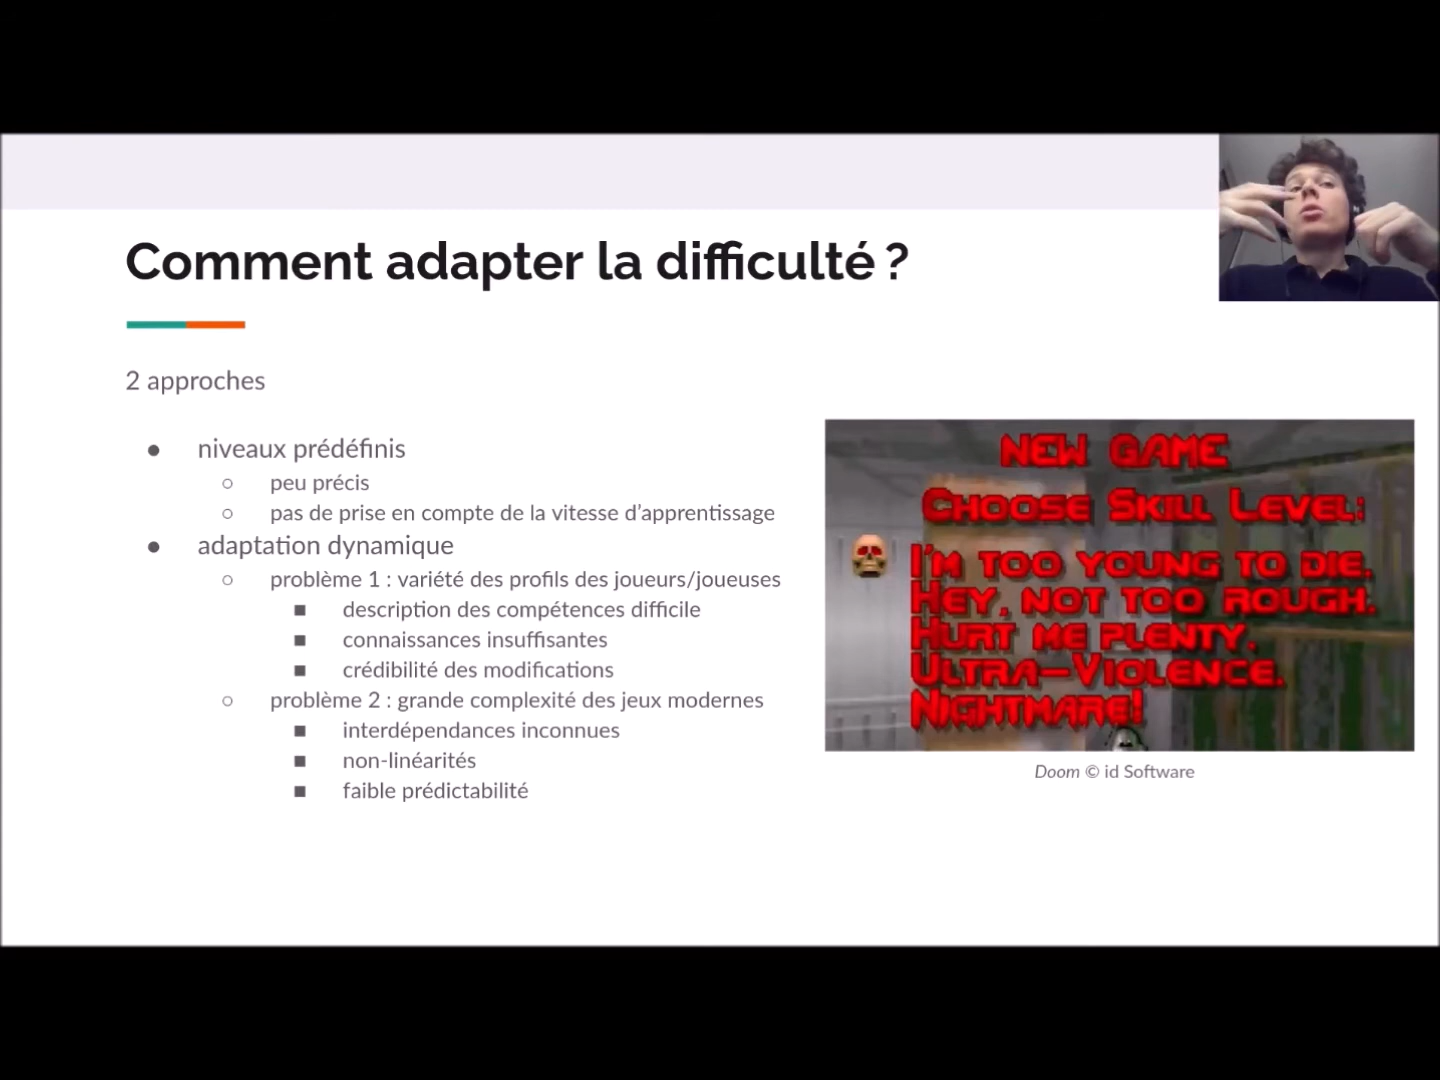 Comment adapter la difficulté ?
2 approches
● niveaux prédéfinis
○ peu précis
○ pas de prise en compte de la vitesse d'apprentissage
● adaptation dynamique
○ problème 1 : variété des profils des joueurs/joueuses
■ description des compétences difficile
■ connaissances insuffisantes
■ crédibilité des modifications
○ problème 2 : grande complexité des jeux modernes
■ interdépendances inconnues
■ non-linéarités
■ faible prédictabilité
NEW GAME
CHOOSE SKILL LEVEL:
I'M TOO YOUNG TO DIE.
HEY, NOT TOO ROUGH.
HURT ME PLENTY.
ULTRA-VIOLENCE.
NIGHTMARE!
Doom © id Software